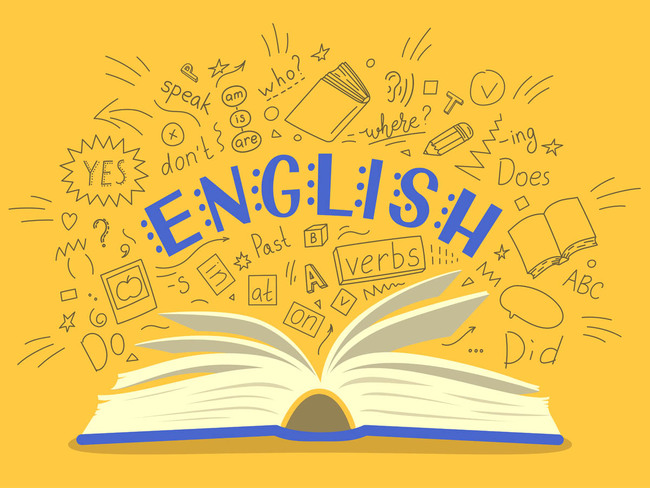 P
who?
speak
am
is
are
where?
T
-ing
don't
YES
Does
ENGLISH
?
;
Past
B
verbs
-s
m
at
A
on
ABC
Do
Did